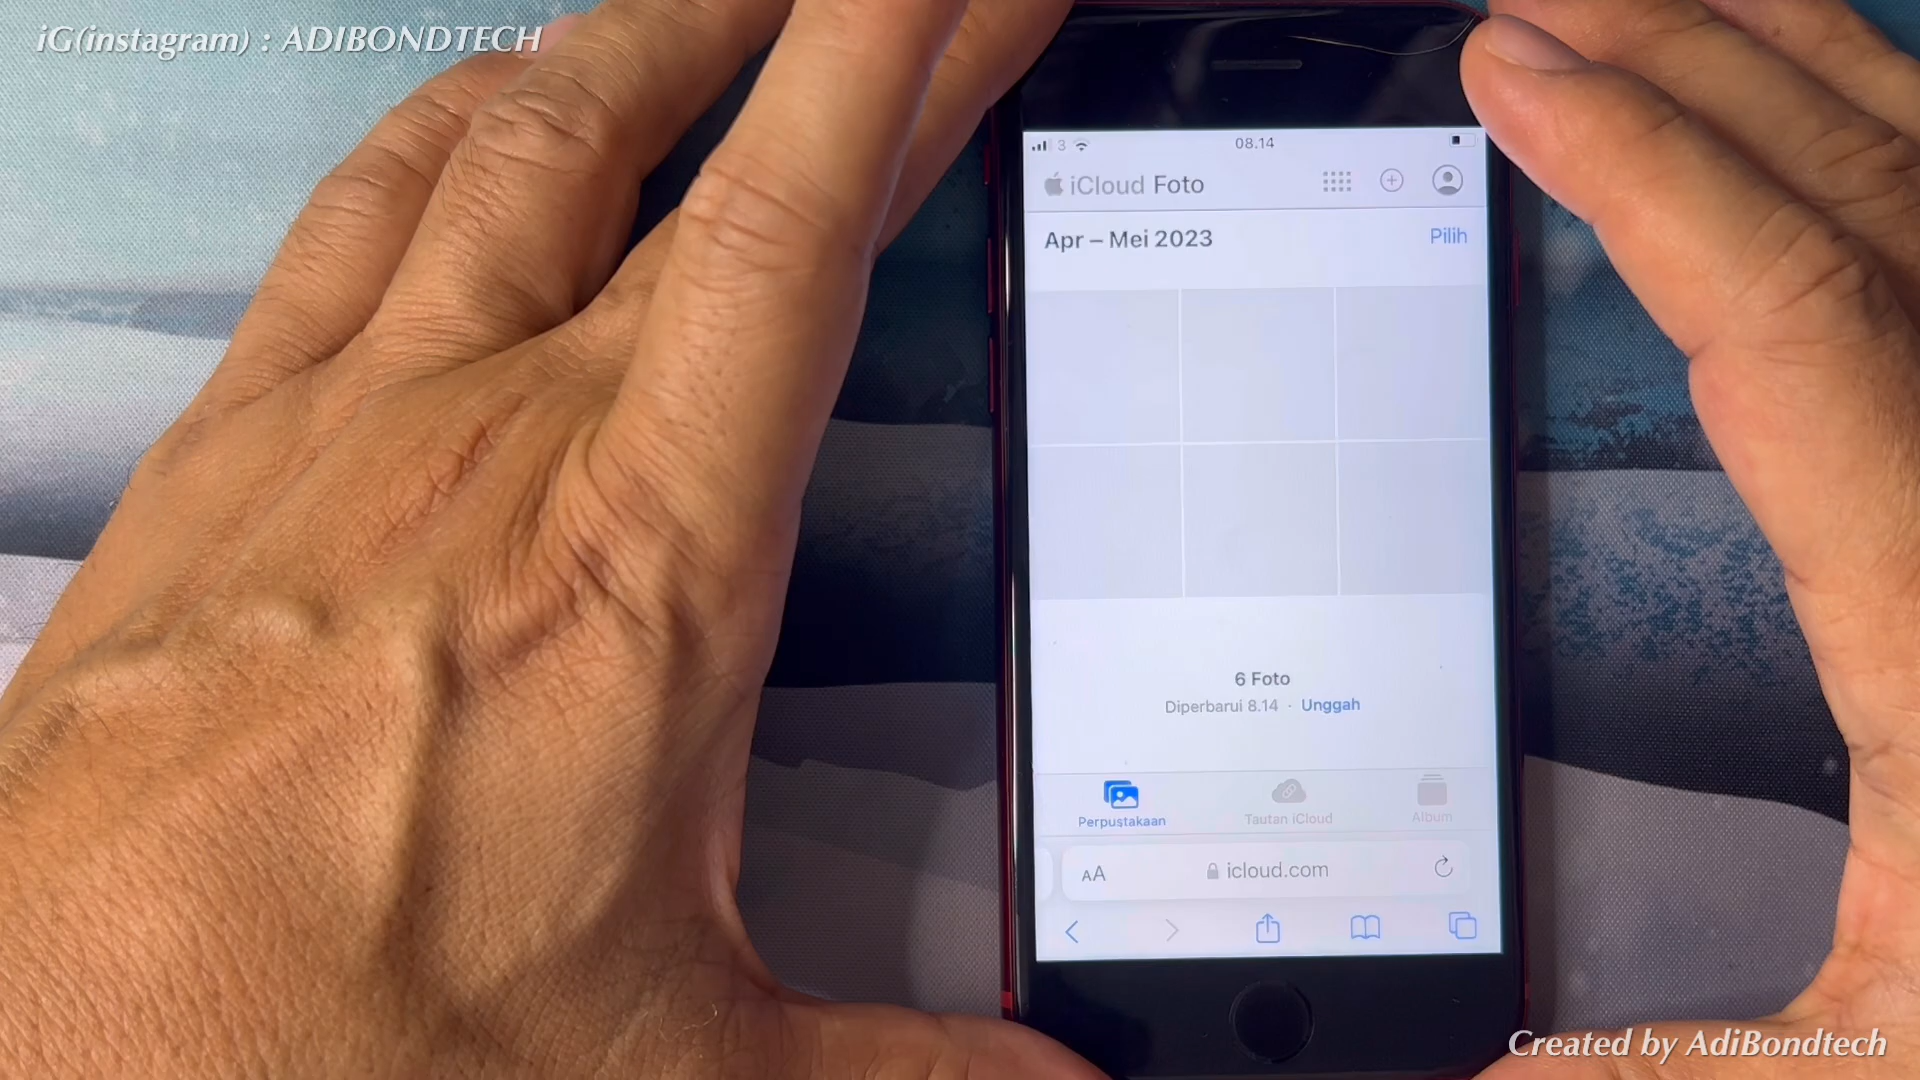 iG(instagram) : ADIBONDTECH
3
08.14
iCloud Foto
Apr – Mei 2023
Pilih
6 Foto
Diperbarui 8.14 · Unggah
Perpustakaan
Tautan iCloud
Album
AA
icloud.com
Created by AdiBondtech